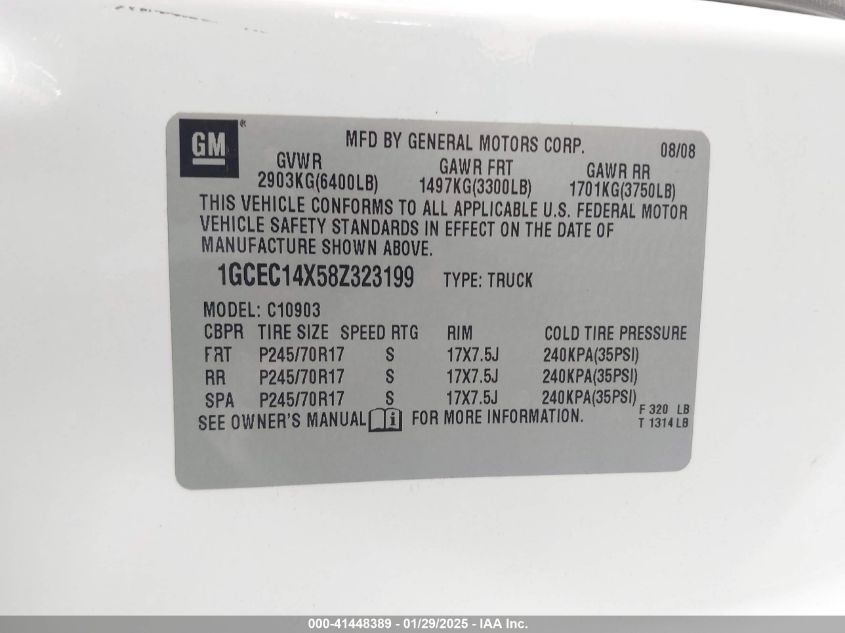 GM®
MFD BY GENERAL MOTORS CORP. 08/08
GVWR GAWR FRT GAWR RR
2903KG(6400LB) 1497KG(3300LB) 1701KG(3750LB)
THIS VEHICLE CONFORMS TO ALL APPLICABLE U.S. FEDERAL MOTOR
VEHICLE SAFETY STANDARDS IN EFFECT ON THE DATE OF
MANUFACTURE SHOWN ABOVE.
1GCEC14X58Z323199 TYPE: TRUCK
MODEL: C10903
CBPR TIRE SIZE SPEED RTG RIM COLD TIRE PRESSURE
FRT P245/70R17 S 17X7.5J 240KPA(35PSI)
RR P245/70R17 S 17X7.5J 240KPA(35PSI)
SPA P245/70R17 S 17X7.5J 240KPA(35PSI)
SEE OWNER'S MANUAL i FOR MORE INFORMATION.
F 320 LB
T 1314 LB
000-41448389 - 01/29/2025 - IAA Inc.